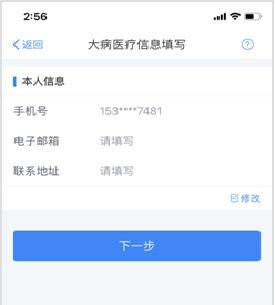 2:56
返回
大病医疗信息填写
?
本人信息
手机号 153****7481
电子邮箱 请填写
联系地址 请填写
修改
下一步